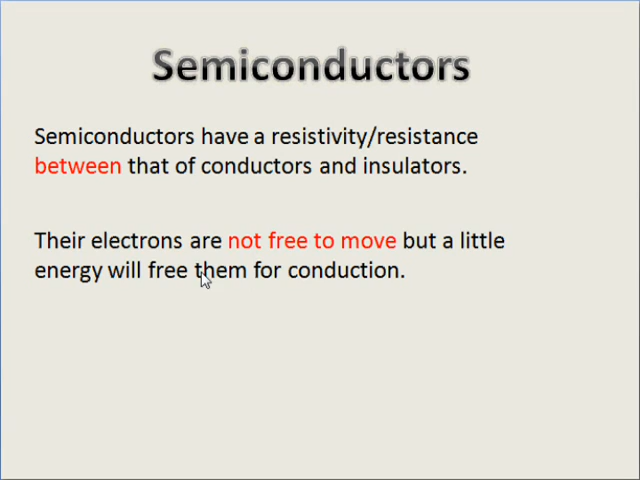 Semiconductors
Semiconductors have a resistivity/resistance
between that of conductors and insulators.
Their electrons are not free to move but a little
energy will free them for conduction.